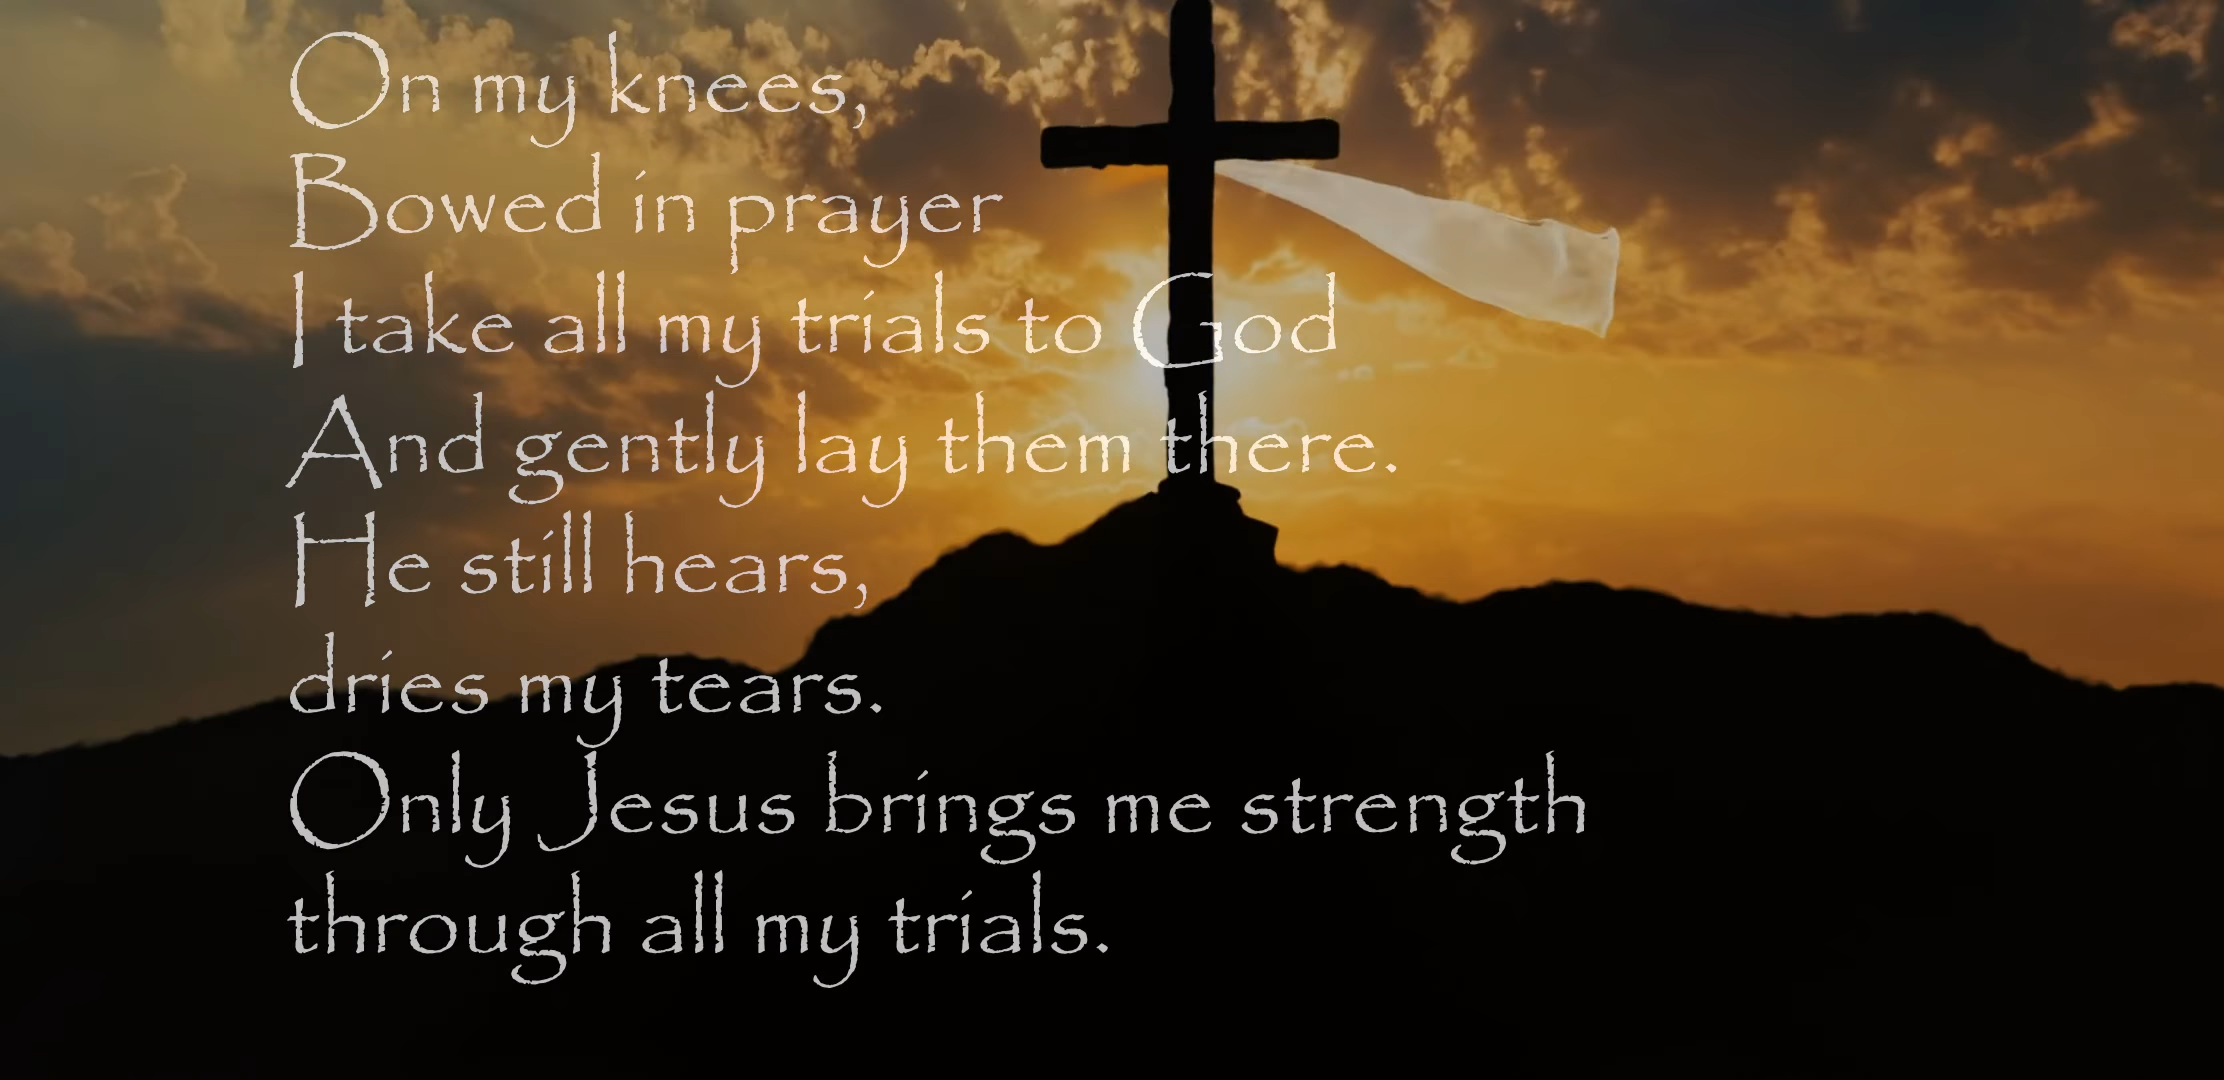 On my knees,
Bowed in prayer
I take all my trials to God
And gently lay them there.
He still hears,
dries my tears.
Only Jesus brings me strength
through all my trials.